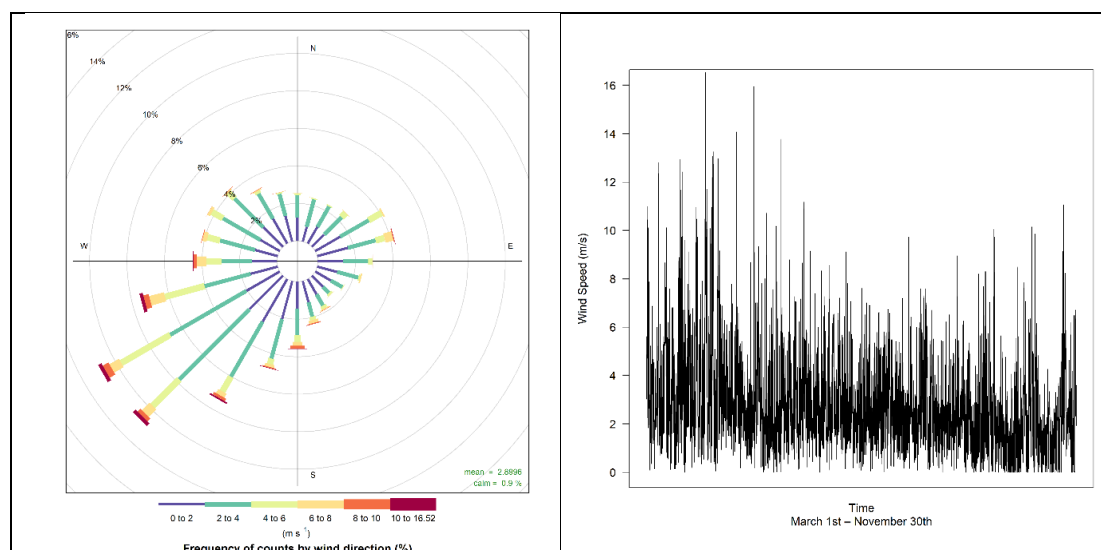 6%
14%
12%
10%
8%
6%
4%
2%
N
W
E
S
mean = 2.8996
calm = 0.9 %
0 to 2
2 to 4
4 to 6
6 to 8
8 to 10
10 to 16.52
(m s⁻¹)
Frequency of counts by wind direction (%)
Wind Speed (m/s)
16
14
12
10
8
6
4
2
0
Time
March 1st – November 30th